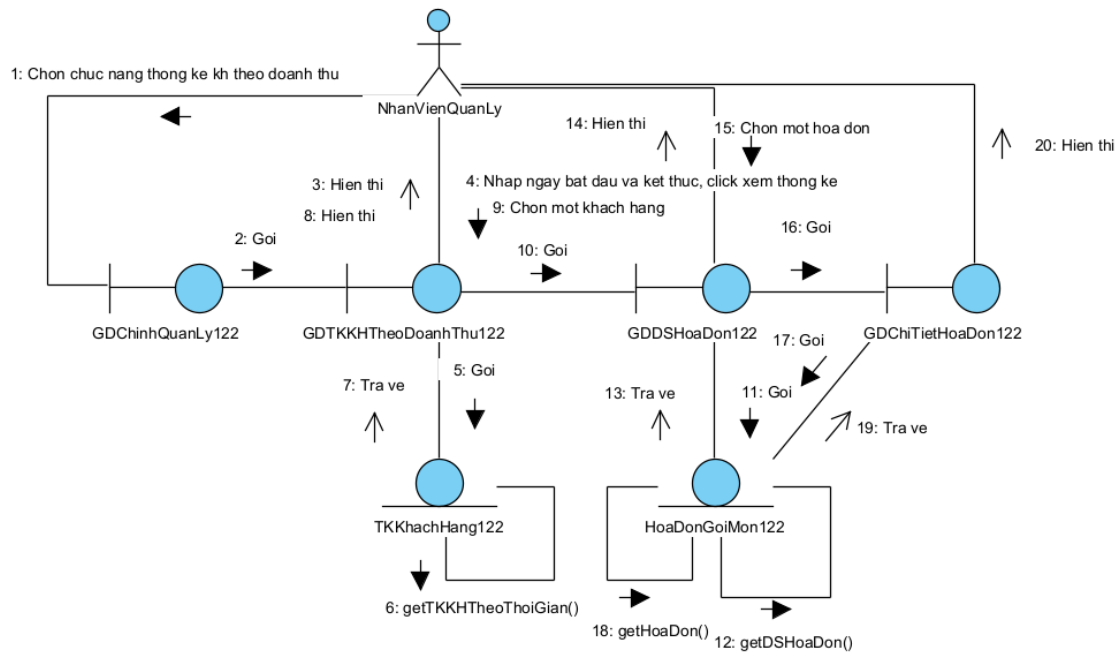 1: Chon chuc nang thong ke kh theo doanh thu
NhanVienQuanLy
14: Hien thi
15: Chon mot hoa don
20: Hien thi
3: Hien thi
4: Nhap ngay bat dau va ket thuc, click xem thong ke
8: Hien thi
9: Chon mot khach hang
2: Goi
10: Goi
16: Goi
GDChinhQuanLy122
GDTKKHTheoDoanhThu122
GDDSHoaDon122
GDChiTietHoaDon122
7: Tra ve
5: Goi
13: Tra ve
11: Goi
17: Goi
19: Tra ve
TKKhachHang122
HoaDonGoiMon122
6: getTKKHTheoThoiGian()
18: getHoaDon()
12: getDSHoaDon()